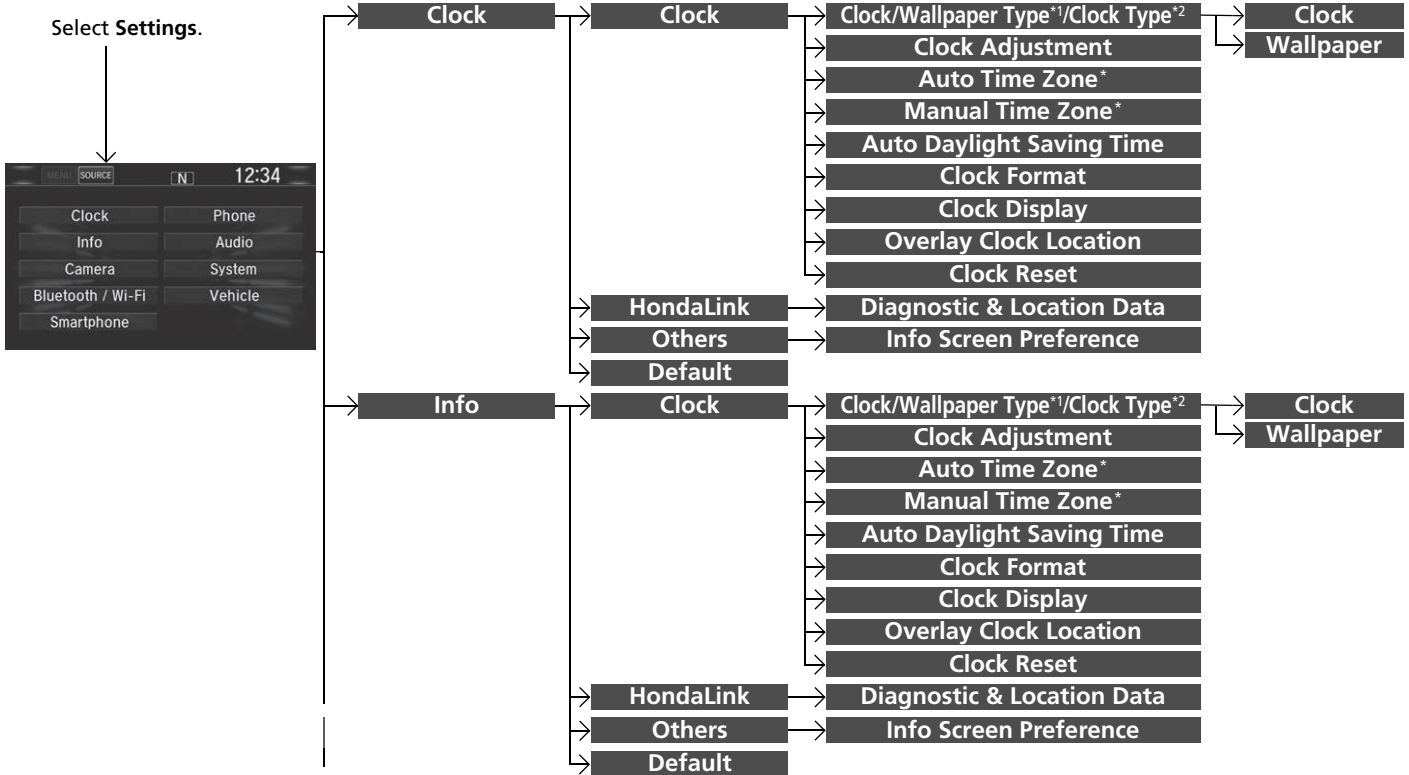 Clock
Clock
Clock/Wallpaper Type*1/Clock Type*2
Clock
Select Settings.
Wallpaper
Clock Adjustment
Auto Time Zone*
Manual Time Zone*
Auto Daylight Saving Time
Clock Format
Clock Display
Overlay Clock Location
Clock Reset
MENU SOURCE N 12:34
Clock Phone
Info Audio
Camera System
Bluetooth / Wi-Fi Vehicle
Smartphone
HondaLink
Diagnostic & Location Data
Others
Info Screen Preference
Default
Info
Clock
Clock/Wallpaper Type*1/Clock Type*2
Clock
Wallpaper
Clock Adjustment
Auto Time Zone*
Manual Time Zone*
Auto Daylight Saving Time
Clock Format
Clock Display
Overlay Clock Location
Clock Reset
HondaLink
Diagnostic & Location Data
Others
Info Screen Preference
Default